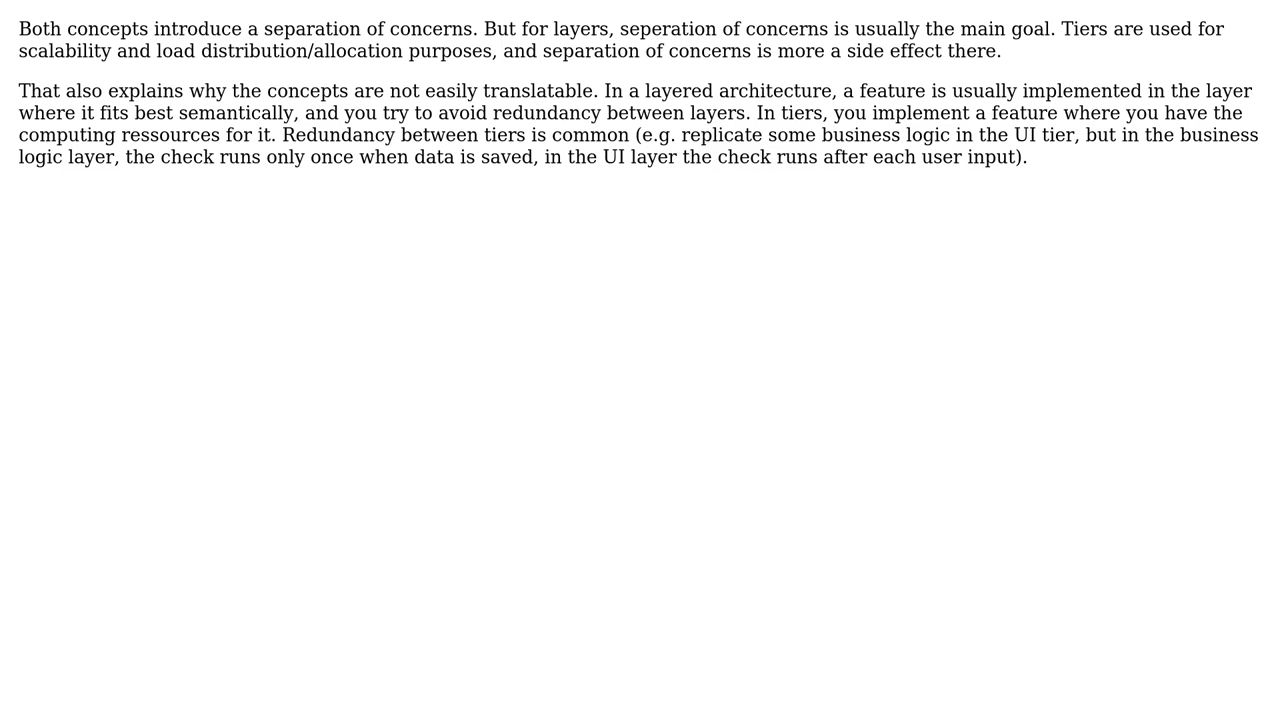 Both concepts introduce a separation of concerns. But for layers, seperation of concerns is usually the main goal. Tiers are used for
scalability and load distribution/allocation purposes, and separation of concerns is more a side effect there.
That also explains why the concepts are not easily translatable. In a layered architecture, a feature is usually implemented in the layer
where it fits best semantically, and you try to avoid redundancy between layers. In tiers, you implement a feature where you have the
computing ressources for it. Redundancy between tiers is common (e.g. replicate some business logic in the UI tier, but in the business
logic layer, the check runs only once when data is saved, in the UI layer the check runs after each user input).